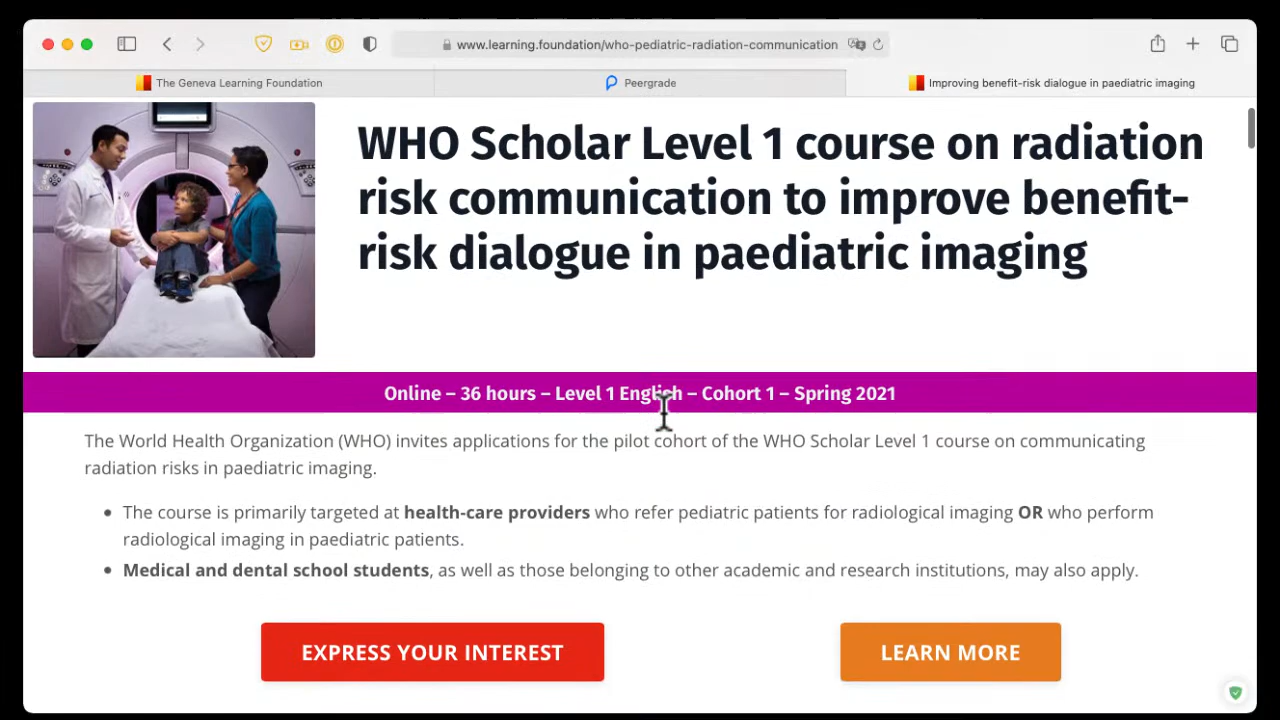 www.learning.foundation/who-pediatric-radiation-communication
The Geneva Learning Foundation
Peergrade
Improving benefit-risk dialogue in paediatric imaging
WHO Scholar Level 1 course on radiation
risk communication to improve benefit-
risk dialogue in paediatric imaging
Online – 36 hours – Level 1 English – Cohort 1 – Spring 2021
The World Health Organization (WHO) invites applications for the pilot cohort of the WHO Scholar Level 1 course on communicating
radiation risks in paediatric imaging.
• The course is primarily targeted at health-care providers who refer pediatric patients for radiological imaging OR who perform
radiological imaging in paediatric patients.
• Medical and dental school students, as well as those belonging to other academic and research institutions, may also apply.
EXPRESS YOUR INTEREST
LEARN MORE